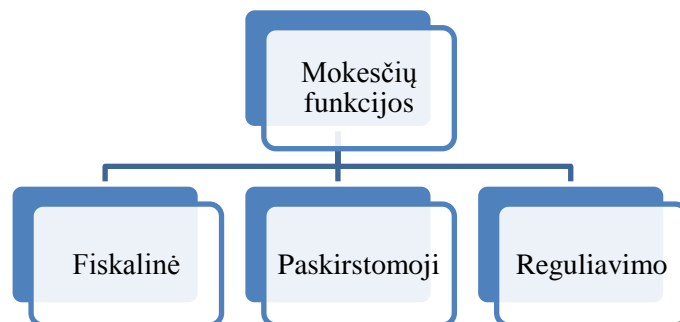 Mokesčių
funkcijos
Fiskalinė
Paskirstomoji
Reguliavimo